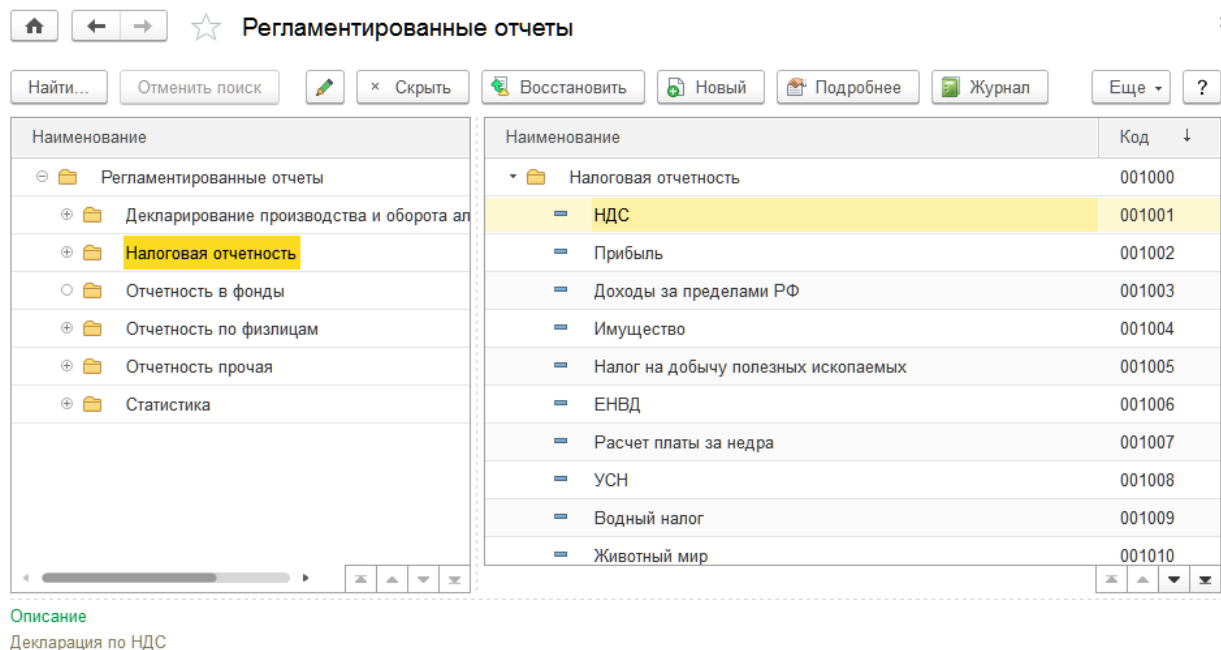 Регламентированные отчеты
Найти... Отменить поиск × Скрыть Восстановить Новый Подробнее Журнал Еще ?
Наименование
Регламентированные отчеты
Декларирование производства и оборота ал
Налоговая отчетность
Отчетность в фонды
Отчетность по физлицам
Отчетность прочая
Статистика
Наименование Код ↓
Налоговая отчетность 001000
НДС 001001
Прибыль 001002
Доходы за пределами РФ 001003
Имущество 001004
Налог на добычу полезных ископаемых 001005
ЕНВД 001006
Расчет платы за недра 001007
УСН 001008
Водный налог 001009
Животный мир 001010
Описание
Декларация по НДС